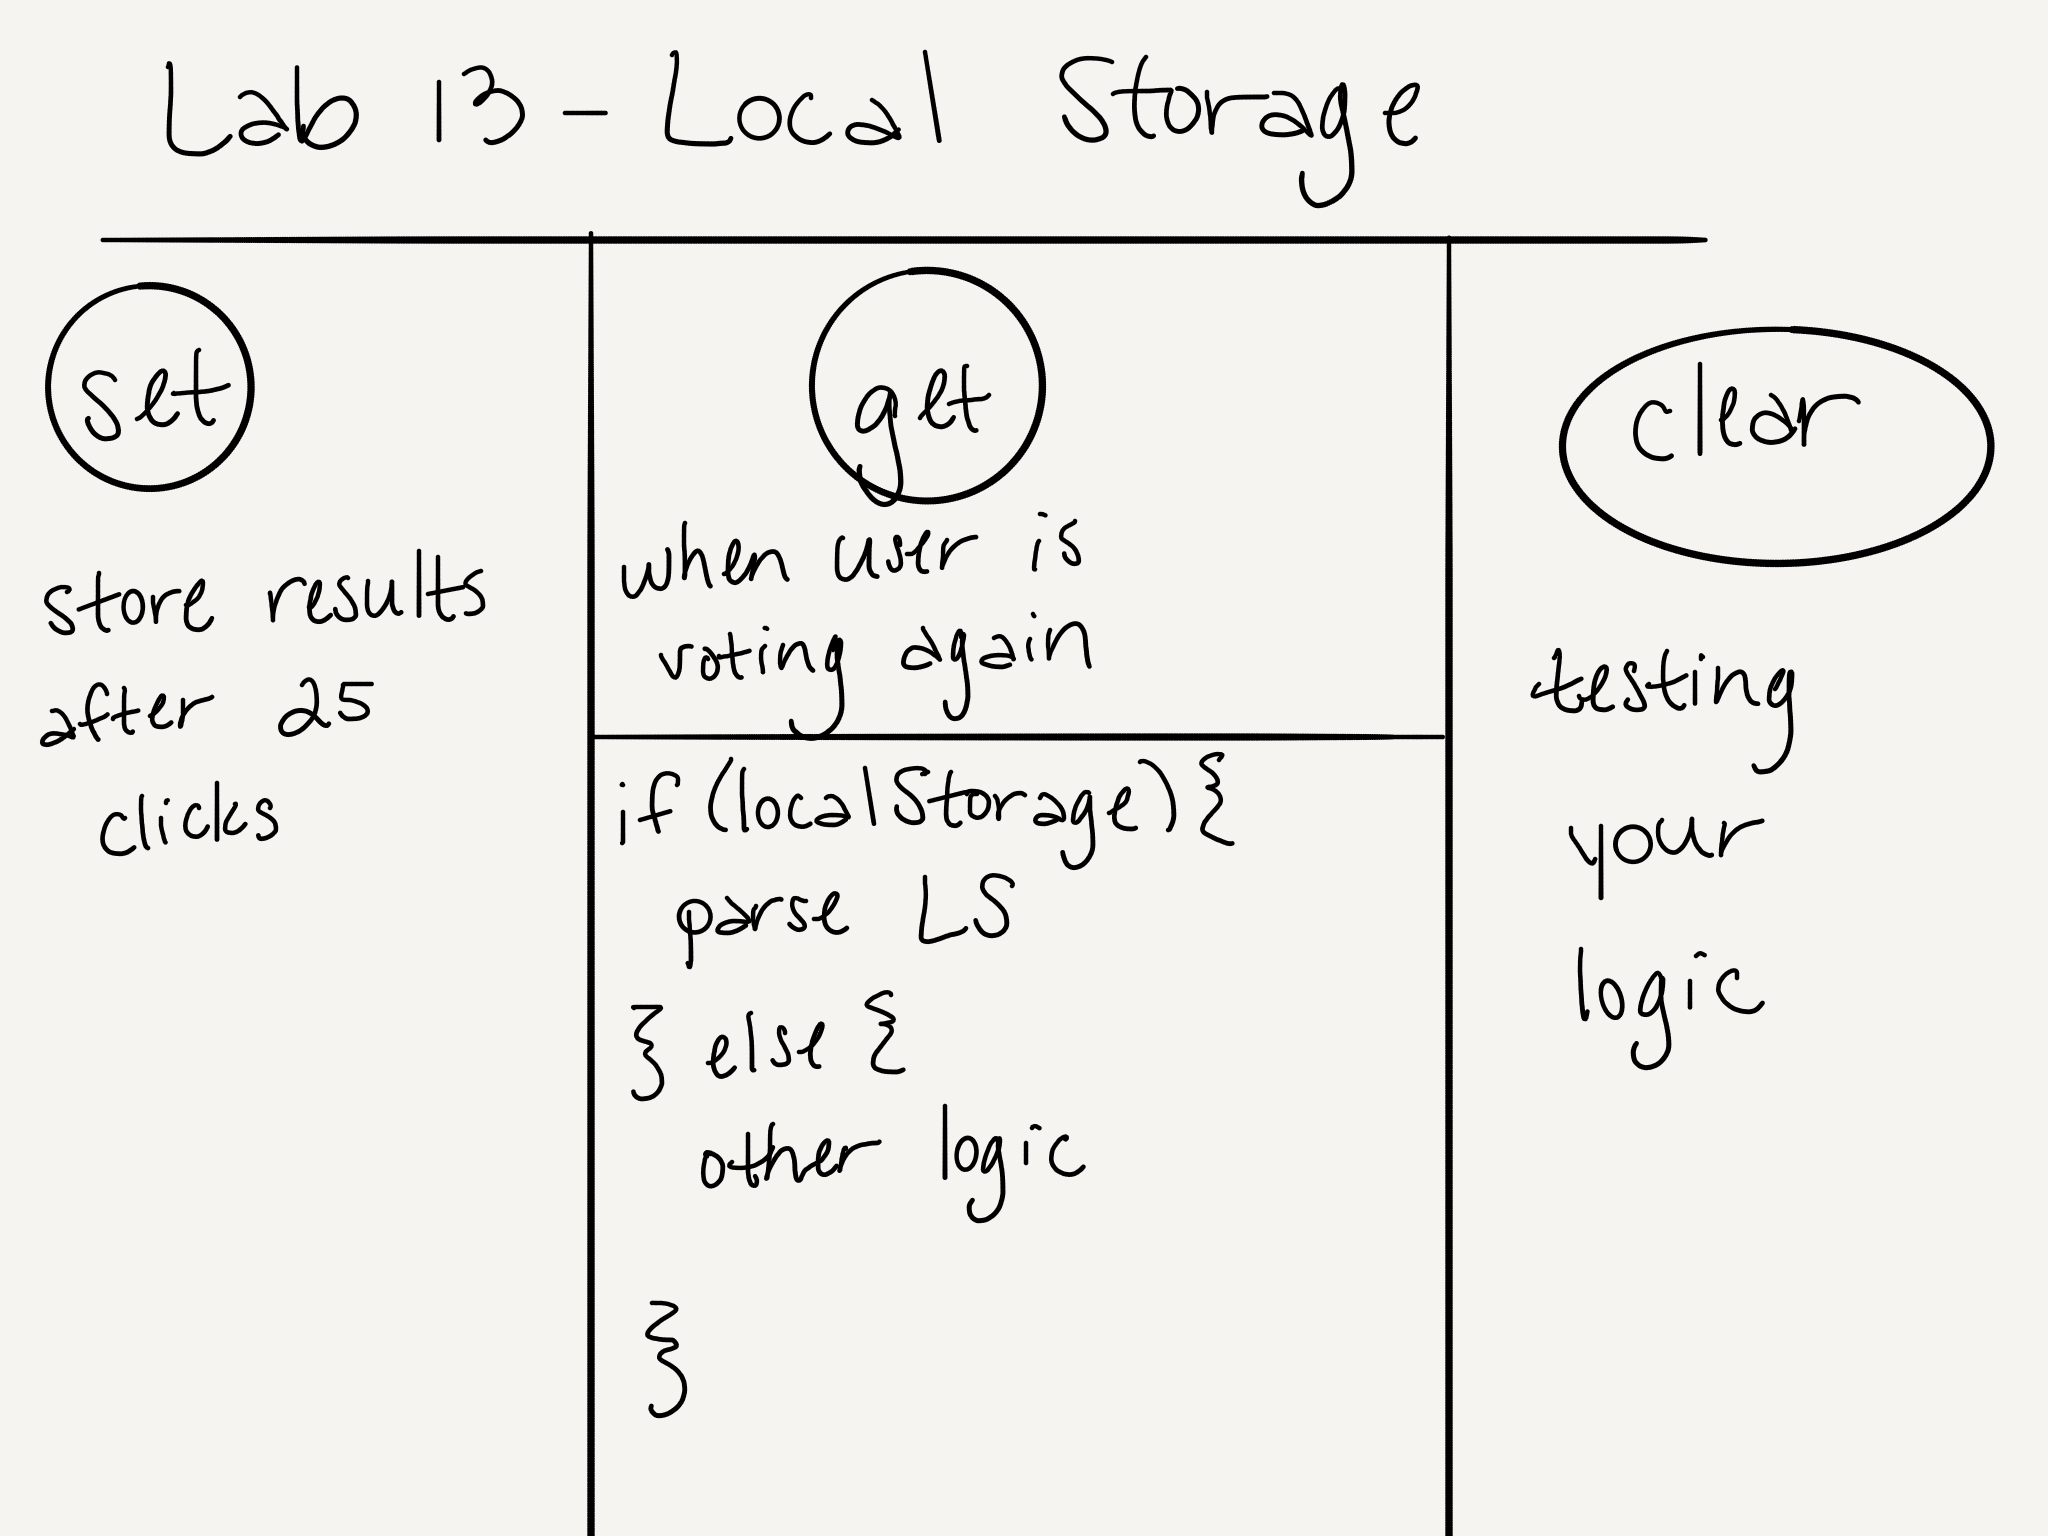 Lab 13 - Local Storage
set
store results
after 25
clicks
get
when user is
voting again
if (localStorage) {
parse LS
} else {
other logic
}
clear
testing
your
logic